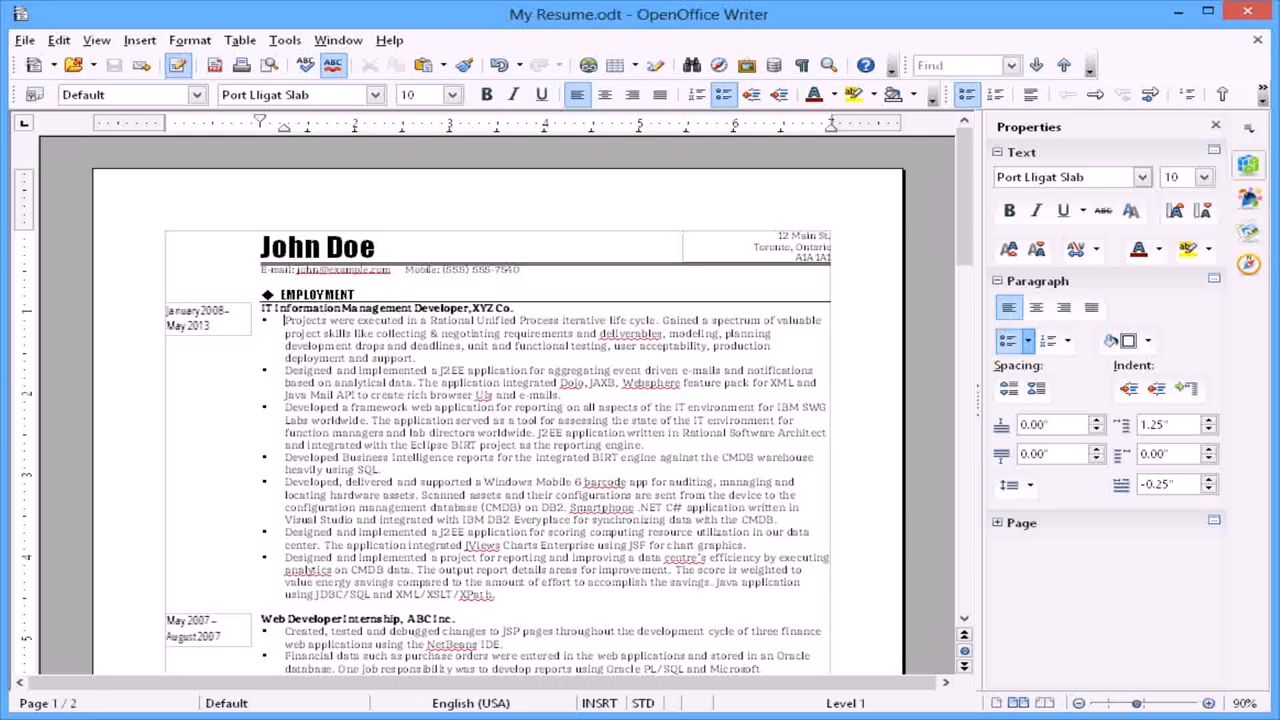 My Resume.odt - OpenOffice Writer
File Edit View Insert Format Table Tools Window Help
Find
Default Port Lligat Slab 10
1 2 3 4 5 6 7
Properties
Text
Port Lligat Slab 10
Paragraph
Spacing: Indent:
0.00" 1.25"
0.00" 0.00"
-0.25"
Page
John Doe
12 Main St.
Toronto, Ontario
A1A 1A1
E-mail: john@example.com Mobile: (555) 555-7540
◆ EMPLOYMENT
January 2008–
May 2013
IT Information Management Developer, XYZ Co.
▪ Projects were executed in a Rational Unified Process iterative life cycle. Gained a spectrum of valuable
project skills like collecting & negotiating requirements and deliverables, modeling, planning
development drops and deadlines, unit and functional testing, user acceptability, production
deployment and support.
▪ Designed and implemented a J2EE application for aggregating event driven e-mails and notifications
based on analytical data. The application integrated Dojo, JAXB, Websphere feature pack for XML and
Java Mail API to create rich browser UIs and e-mails.
▪ Developed a framework web application for reporting on all aspects of the IT environment for IBM SWG
Labs worldwide. The application served as a tool for assessing the state of the IT environment for
function managers and lab directors worldwide. J2EE application written in Rational Software Architect
and integrated with the Eclipse BIRT project as the reporting engine.
▪ Developed Business Intelligence reports for the integrated BIRT engine against the CMDB warehouse
heavily using SQL.
▪ Developed, delivered and supported a Windows Mobile 6 barcode app for auditing, managing and
locating hardware assets. Scanned assets and their configurations are sent from the device to the
configuration management database (CMDB) on DB2. Smartphone .NET C# application written in
Visual Studio and integrated with IBM DB2 Everyplace for synchronizing data with the CMDB.
▪ Designed and implemented a J2EE application for scoring computing resource utilization in our data
center. The application integrated JViews Charts Enterprise using JSF for chart graphics.
▪ Designed and implemented a project for reporting and improving a data centre's efficiency by executing
analytics on CMDB data. The output report details areas for improvement. The score is weighted to
value energy savings compared to the amount of effort to accomplish the savings. Java application
using JDBC/SQL and XML/XSLT/XPath.
May 2007 –
August 2007
Web Developer Internship, ABC Inc.
▪ Created, tested and debugged changes to JSP pages throughout the development cycle of three finance
web applications using the NetBeans IDE.
▪ Financial data such as purchase orders were entered in the web applications and stored in an Oracle
database. One job responsibility was to develop reports using Oracle PL/SQL and Microsoft
Page 1 / 2 Default English (USA) INSRT STD Level 1 90%